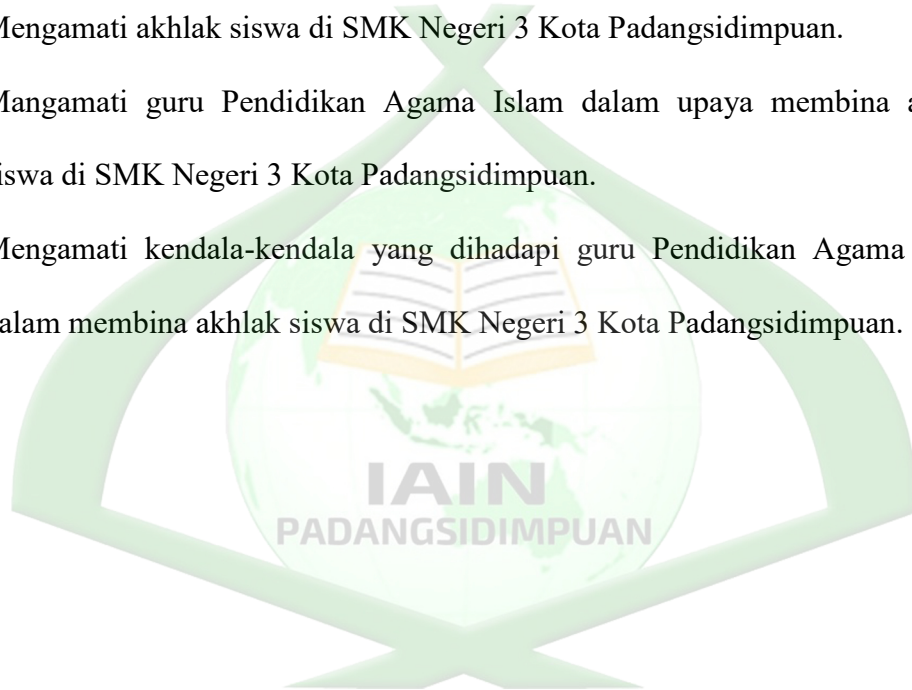 Mengamati akhlak siswa di SMK Negeri 3 Kota Padangsidimpuan.
Mangamati guru Pendidikan Agama Islam dalam upaya membina
siswa di SMK Negeri 3 Kota Padangsidimpuan.
Mengamati kendala-kendala yang dihadapi guru Pendidikan Agama
dalam membina akhlak siswa di SMK Negeri 3 Kota Padangsidimpuan.
IAIN
PADANGSIDIMPUAN